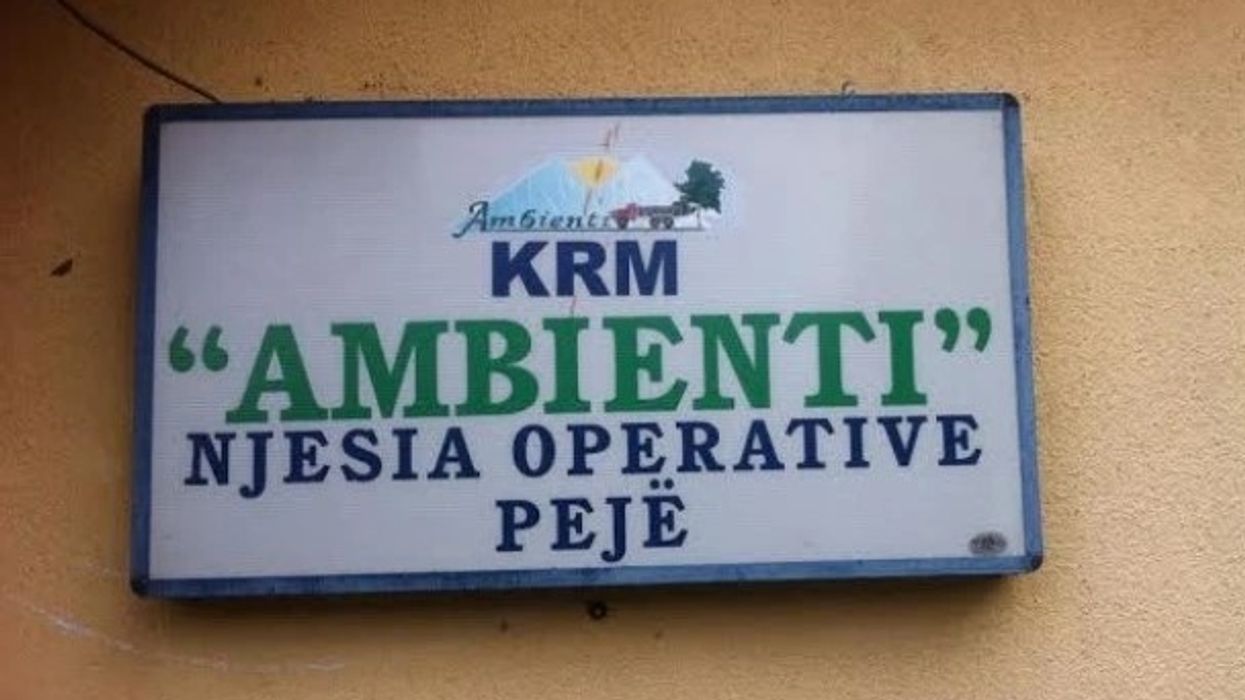 Ambienti
KRM
“AMBIENTI”
NJESIA OPERATIVE
PEJË